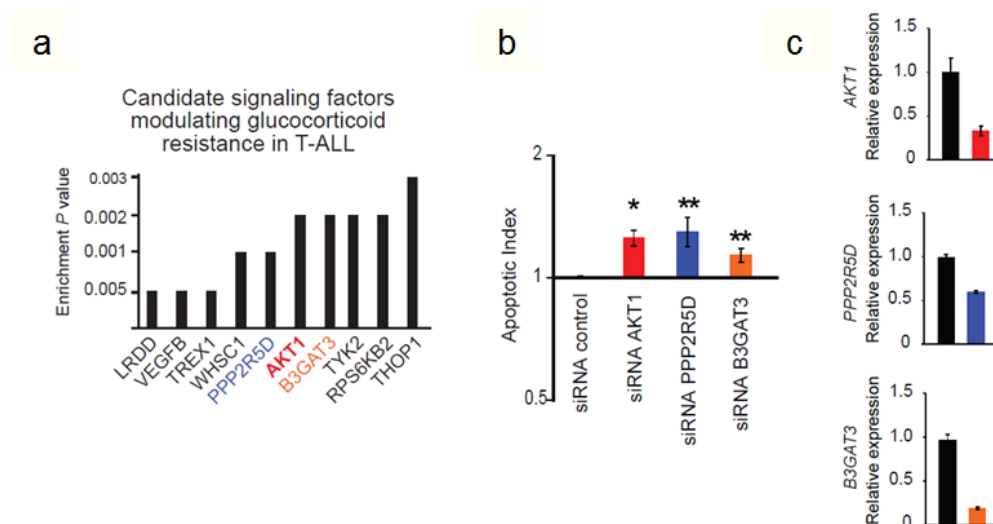 a
Candidate signaling factors
modulating glucocorticoid
resistance in T-ALL
Enrichment P value
0.003
0.002
0.001
0.005
LRDD
VEGFB
TREX1
WHSC1
PPP2R5D
AKT1
B3GAT3
TYK2
RPS6KB2
THOP1
b
Apoptotic Index
2
1
0.5
*
**
**
siRNA control
siRNA AKT1
siRNA PPP2R5D
siRNA B3GAT3
c
AKT1
Relative expression
1.5
1.0
0.5
0
PPP2R5D
Relative expression
1.5
1.0
0.5
0
B3GAT3
Relative expression
1.5
1.0
0.5
0